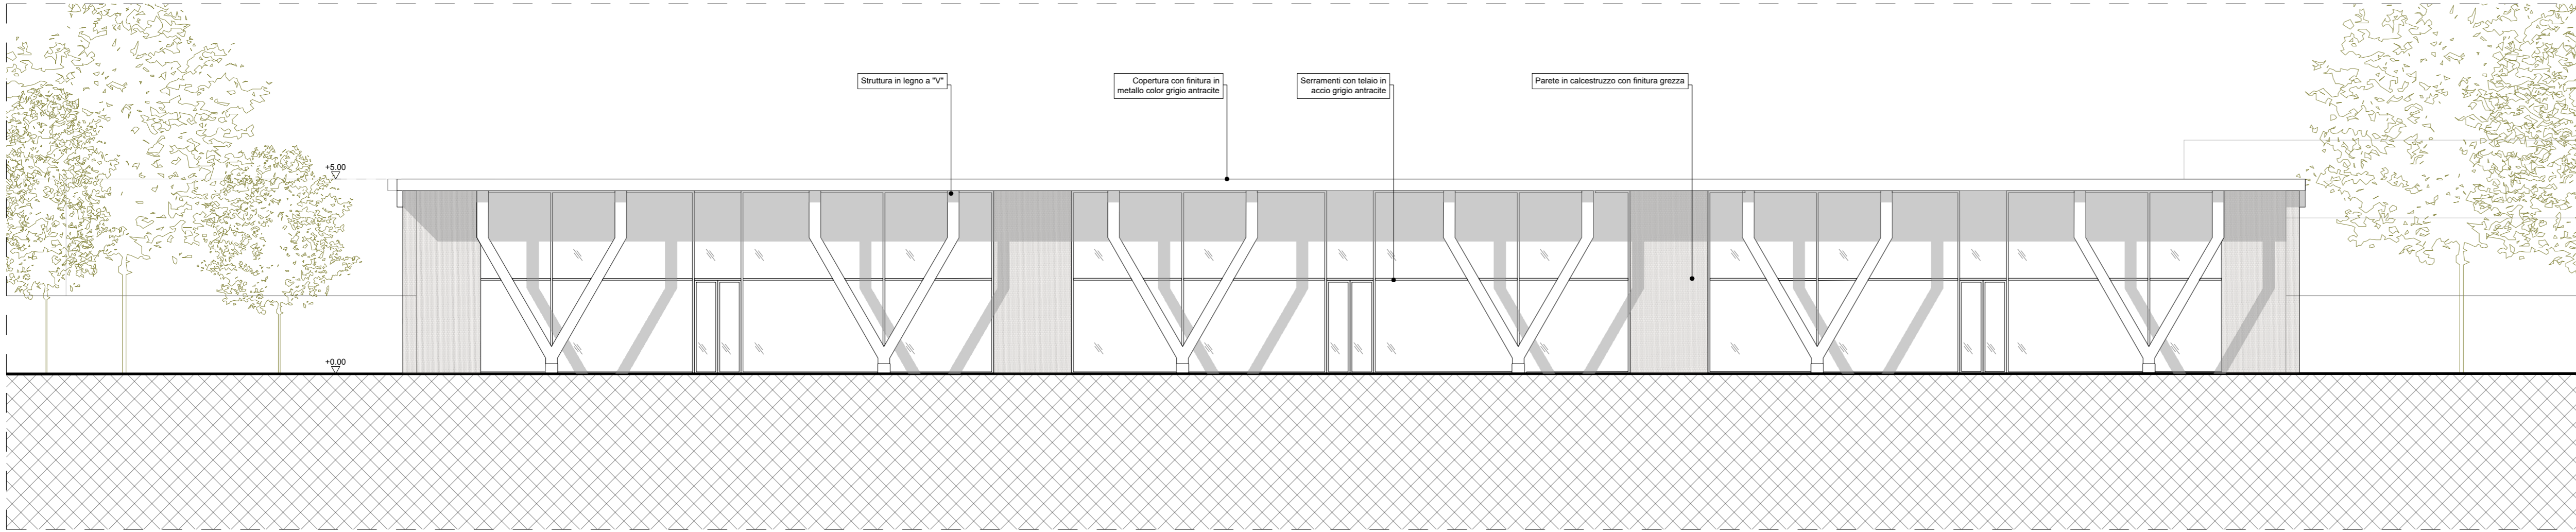 Struttura in legno a "V"
Copertura con finitura in
metallo color grigio antracite
Serramenti con telaio in
accio grigio antracite
Parete in calcestruzzo con finitura grezza
+5.00
+0.00